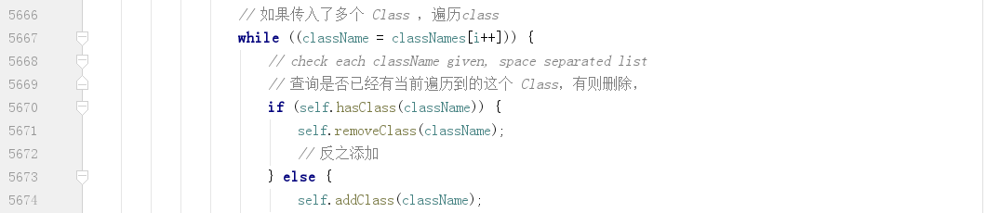 5666 // 如果传入了多个 Class ，遍历class
5667 while ((className = classNames[i++])) {
5668 // check each className given, space separated list
5669 // 查询是否已经有当前遍历到的这个 Class，有则删除，
5670 if (self.hasClass(className)) {
5671 self.removeClass(className);
5672 // 反之添加
5673 } else {
5674 self.addClass(className);